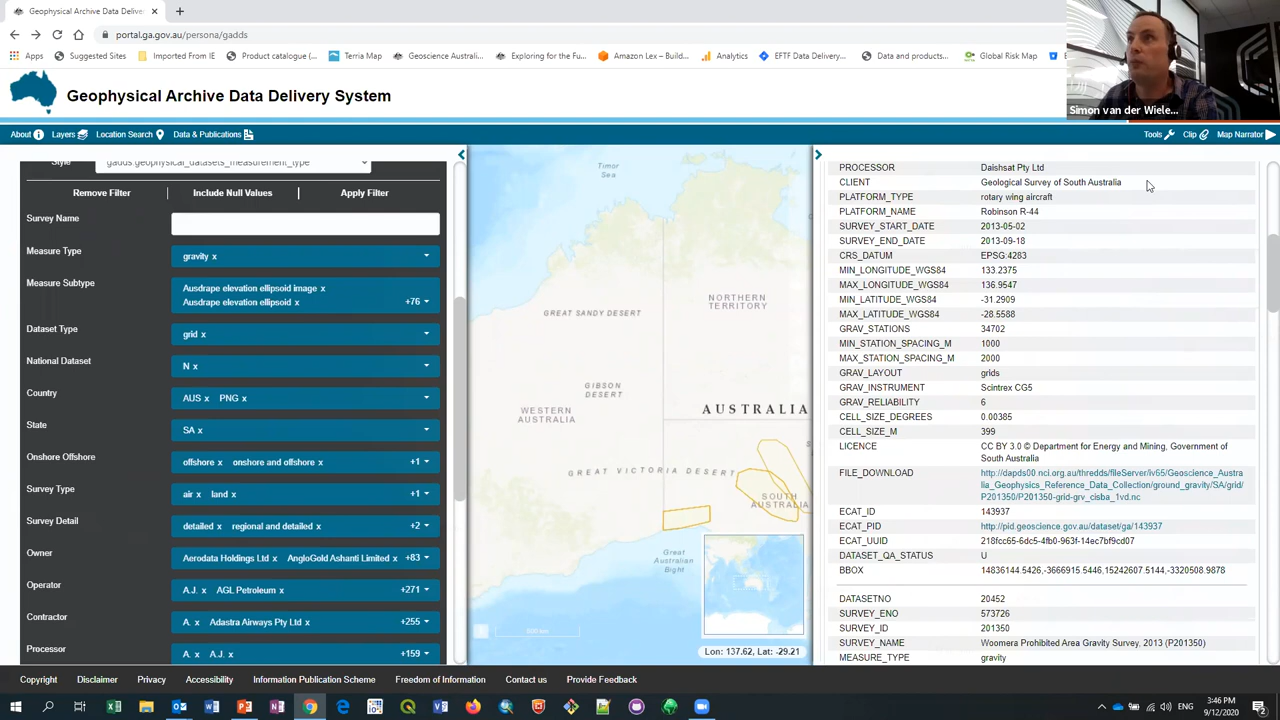 Geophysical Archive Data Deliver
portal.ga.gov.au/persona/gadds
Apps
Suggested Sites
Imported From IE
Product catalogue (-...
Terria Map
Geoscience Australi...
Exploring for the Fu...
Amazon Lex – Build...
Analytics
EFTF Data Delivery...
Data and products...
Global Risk Map
Simon van der Wiele...
Geophysical Archive Data Delivery System
About
Layers
Location Search
Data & Publications
Tools
Clip
Map Narrator
Style
gadds:geophysical_datasets_measurement_type
Remove Filter
Include Null Values
Apply Filter
Survey Name
Measure Type
gravity x
Measure Subtype
Ausdrape elevation ellipsoid image x
Ausdrape elevation ellipsoid x
+76
Dataset Type
grid x
National Dataset
N x
Country
AUS x PNG x
State
SA x
Onshore Offshore
offshore x onshore and offshore x
+1
Survey Type
air x land x
+1
Survey Detail
detailed x regional and detailed x
+2
Owner
Aerodata Holdings Ltd x AngloGold Ashanti Limited x
+83
Operator
A.J. x AGL Petroleum x
+271
Contractor
A. x Adastra Airways Pty Ltd x
+255
Processor
A. x A.J. x
+159
Timor
Sea
NORTHERN
TERRITORY
GREAT SANDY DESERT
GIBSON
DESERT
WESTERN
AUSTRALIA
AUSTRALIA
GREAT VICTORIA DESERT
SOUTH
AUSTRALIA
Great
Australian
Bight
800 km
Lon: 137.62, Lat: -29.21
PROCESSOR Daishsat Pty Ltd
CLIENT Geological Survey of South Australia
PLATFORM_TYPE rotary wing aircraft
PLATFORM_NAME Robinson R-44
SURVEY_START_DATE 2013-05-02
SURVEY_END_DATE 2013-09-18
CRS_DATUM EPSG:4283
MIN_LONGITUDE_WGS84 133.2375
MAX_LONGITUDE_WGS84 136.9547
MIN_LATITUDE_WGS84 -31.2909
MAX_LATITUDE_WGS84 -28.5588
GRAV_STATIONS 34702
MIN_STATION_SPACING_M 1000
MAX_STATION_SPACING_M 2000
GRAV_LAYOUT grids
GRAV_INSTRUMENT Scintrex CG5
GRAV_RELIABILITY 6
CELL_SIZE_DEGREES 0.00385
CELL_SIZE_M 399
LICENCE CC BY 3.0 © Department for Energy and Mining, Government of
South Australia
FILE_DOWNLOAD http://dapds00.nci.org.au/thredds/fileServer/iv65/Geoscience_Austra
lia_Geophysics_Reference_Data_Collection/ground_gravity/SA/grid/
P201350/P201350-grid-grv_cisba_1vd.nc
ECAT_ID 143937
ECAT_PID http://pid.geoscience.gov.au/dataset/ga/143937
ECAT_UUID 218fcc65-6dc5-4fb0-963f-14ec7bf9cd07
DATASET_QA_STATUS U
BBOX 14836144.5426,-3666915.5446,15242607.5144,-3320508.9878
DATASETNO 20452
SURVEY_ENO 573726
SURVEY_ID 201350
SURVEY_NAME Woomera Prohibited Area Gravity Survey, 2013 (P201350)
MEASURE_TYPE gravity
Copyright
Disclaimer
Privacy
Accessibility
Information Publication Scheme
Freedom of Information
Contact us
Provide Feedback
3:46 PM
9/12/2020